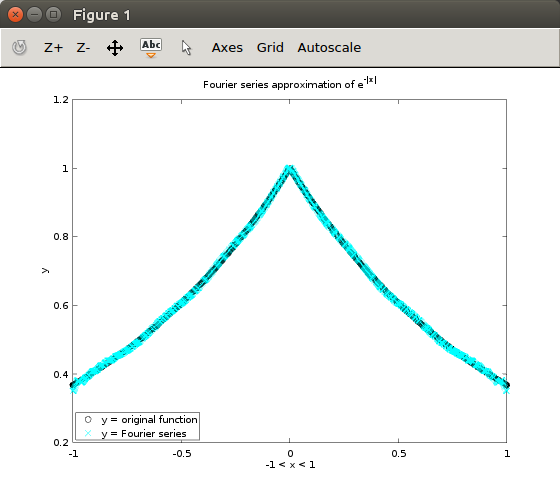 Figure 1
Z+ Z- Abc Axes Grid Autoscale
Fourier series approximation of e^-|x|
1.2
1
0.8
y
0.6
0.4
0.2
y = original function
y = Fourier series
-1 -0.5 0 0.5 1
-1 < x < 1